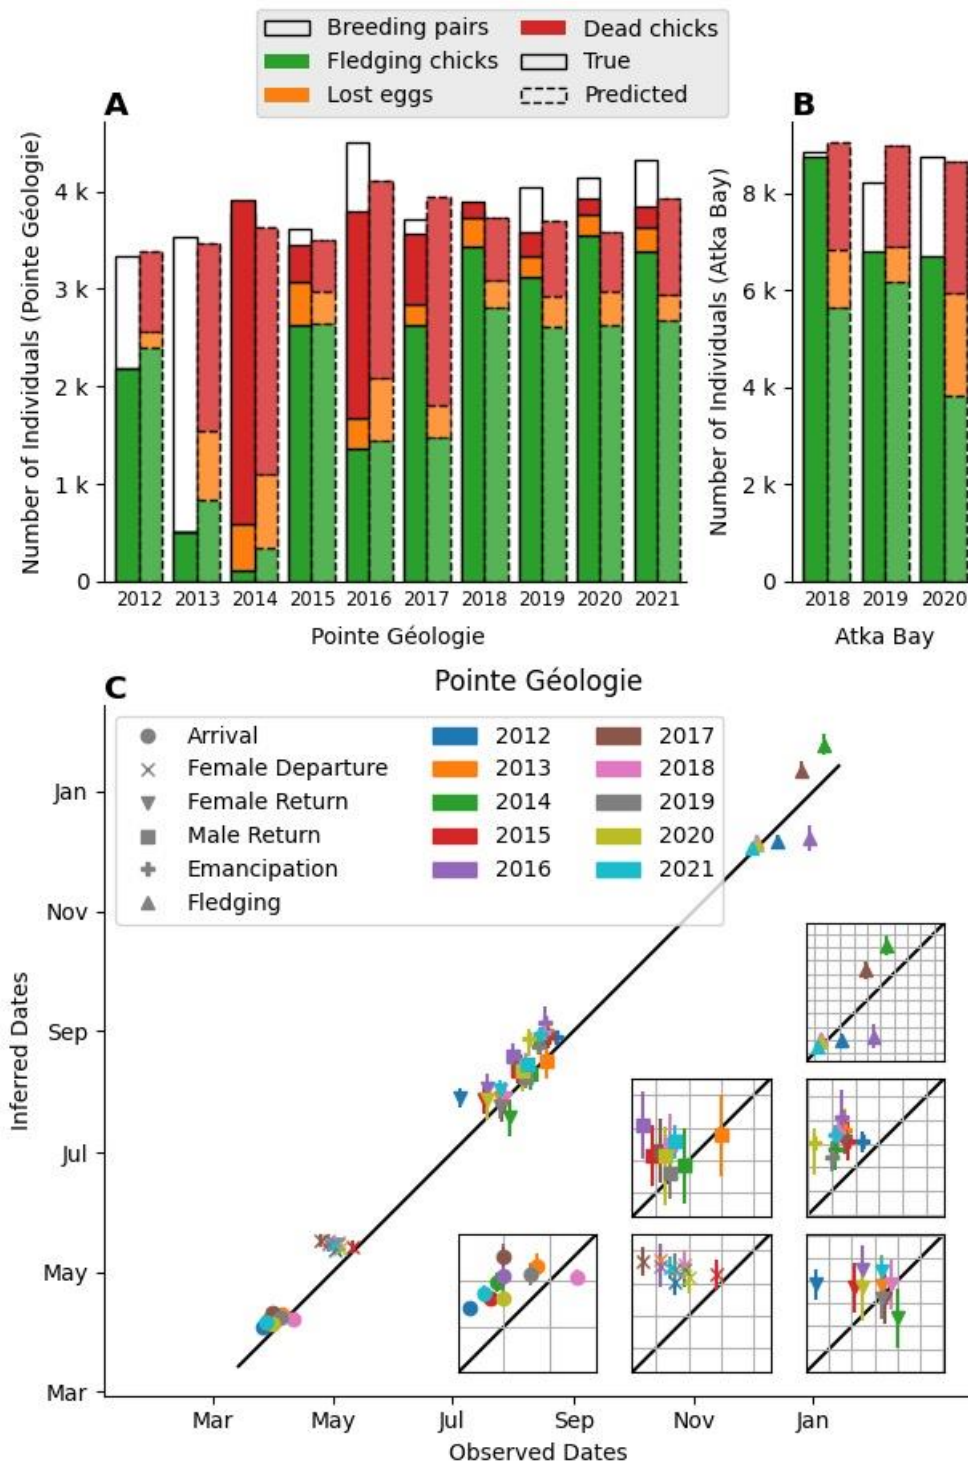 Breeding pairs
Fledging chicks
Lost eggs
Dead chicks
True
Predicted
A
Number of Individuals (Pointe Géologie)
4 k
3 k
2 k
1 k
0
2012 2013 2014 2015 2016 2017 2018 2019 2020 2021
Pointe Géologie
B
Number of Individuals (Atka Bay)
8 k
6 k
4 k
2 k
0
2018 2019 2020
Atka Bay
C
Pointe Géologie
Arrival
Female Departure
Female Return
Male Return
Emancipation
Fledging
2012
2013
2014
2015
2016
2017
2018
2019
2020
2021
Inferred Dates
Jan
Nov
Sep
Jul
May
Mar
Mar May Jul Sep Nov Jan
Observed Dates